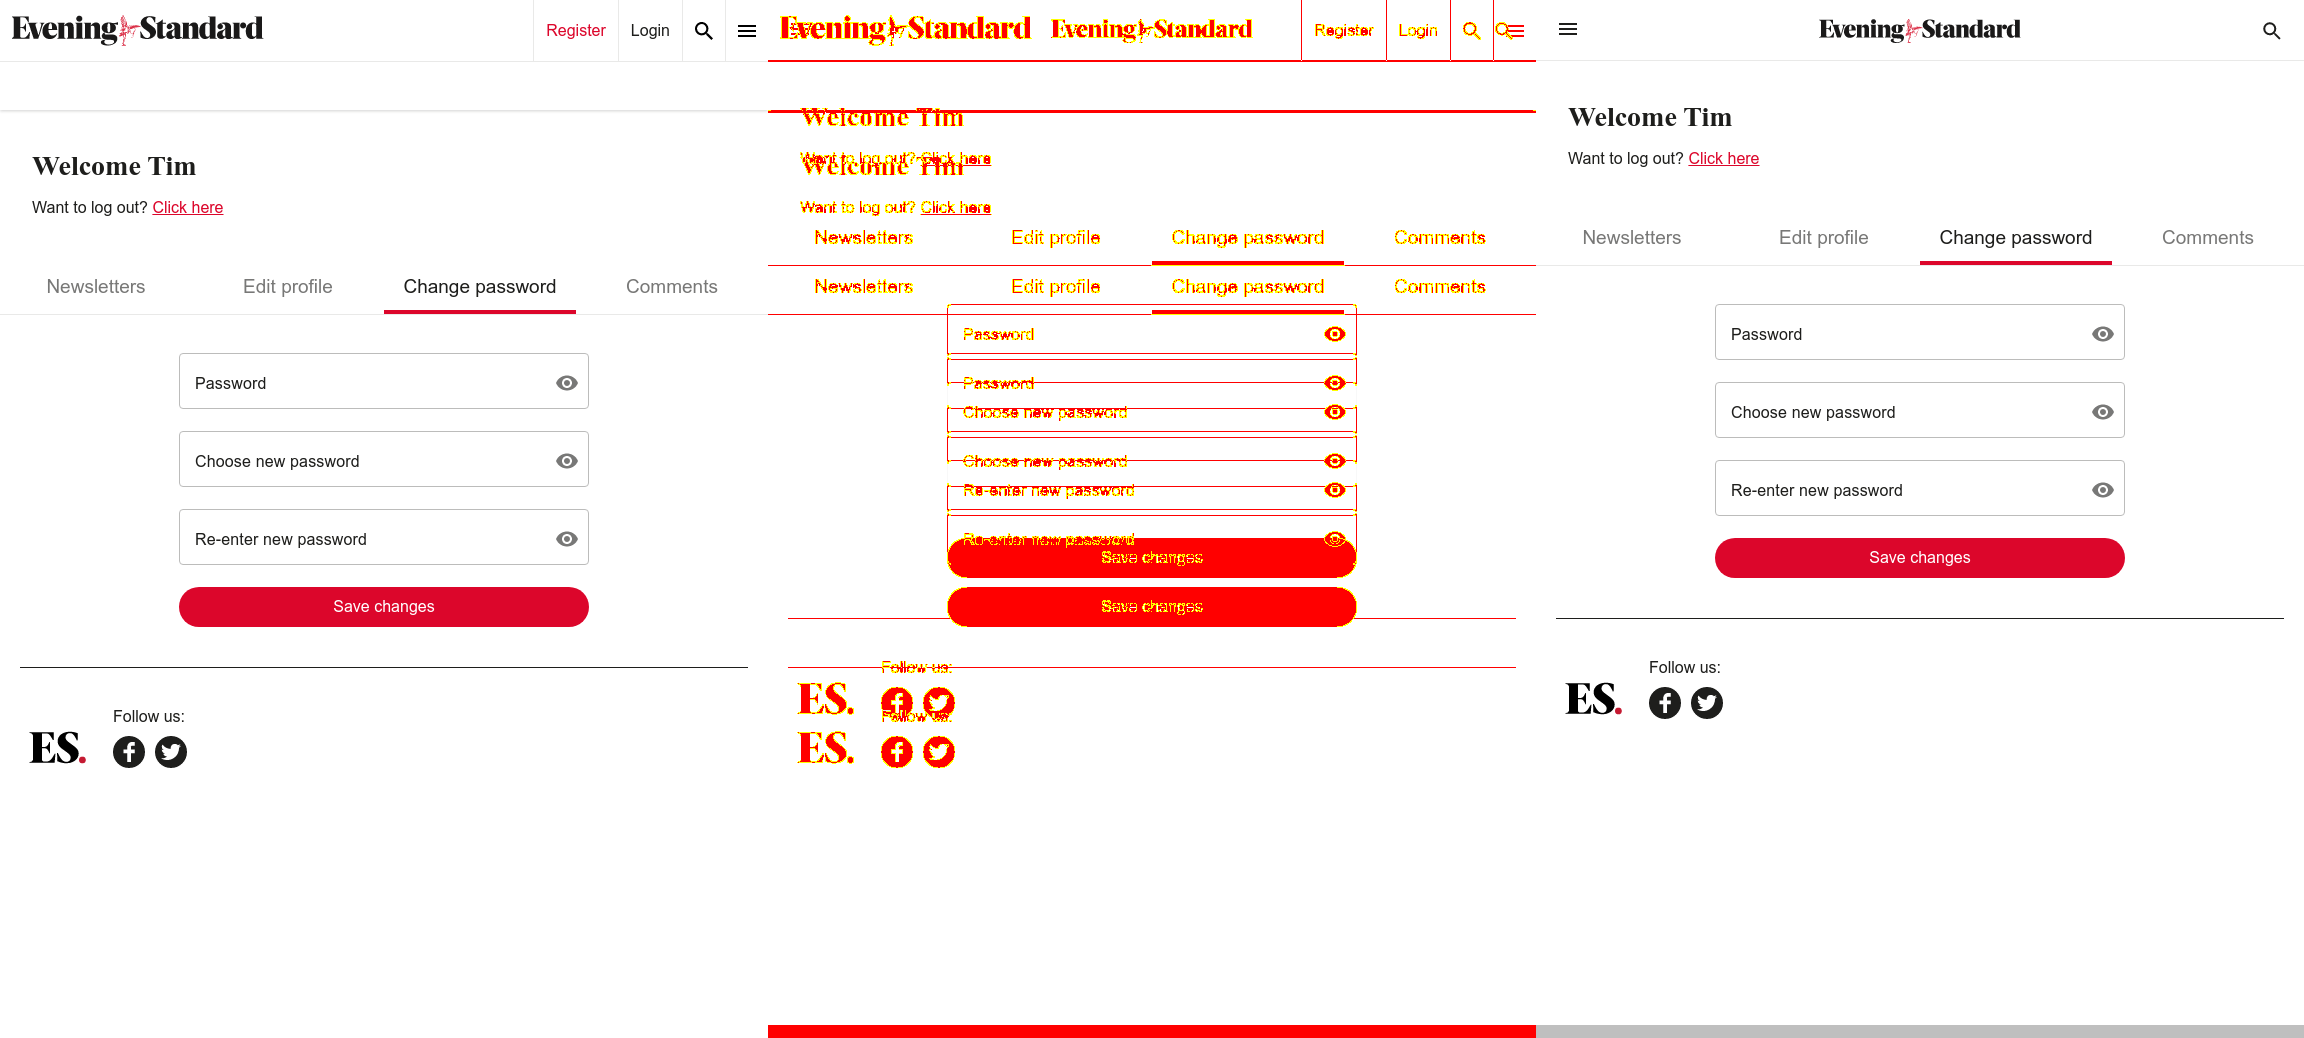 Evening Standard
Register
Login
Welcome Tim
Want to log out? Click here
Newsletters
Edit profile
Change password
Comments
Password
Choose new password
Re-enter new password
Save changes
Follow us:
ES.
Evening Standard
Evening Standard
Register
Login
Welcome Tim
Want to log out? Click here
Welcome Tim
Want to log out? Click here
Newsletters
Edit profile
Change password
Comments
Newsletters
Edit profile
Change password
Comments
Password
Password
Choose new password
Choose new password
Re-enter new password
Re-enter new password
Save changes
Save changes
Follow us:
ES.
Follow us:
ES.
Evening Standard
Welcome Tim
Want to log out? Click here
Newsletters
Edit profile
Change password
Comments
Password
Choose new password
Re-enter new password
Save changes
Follow us:
ES.